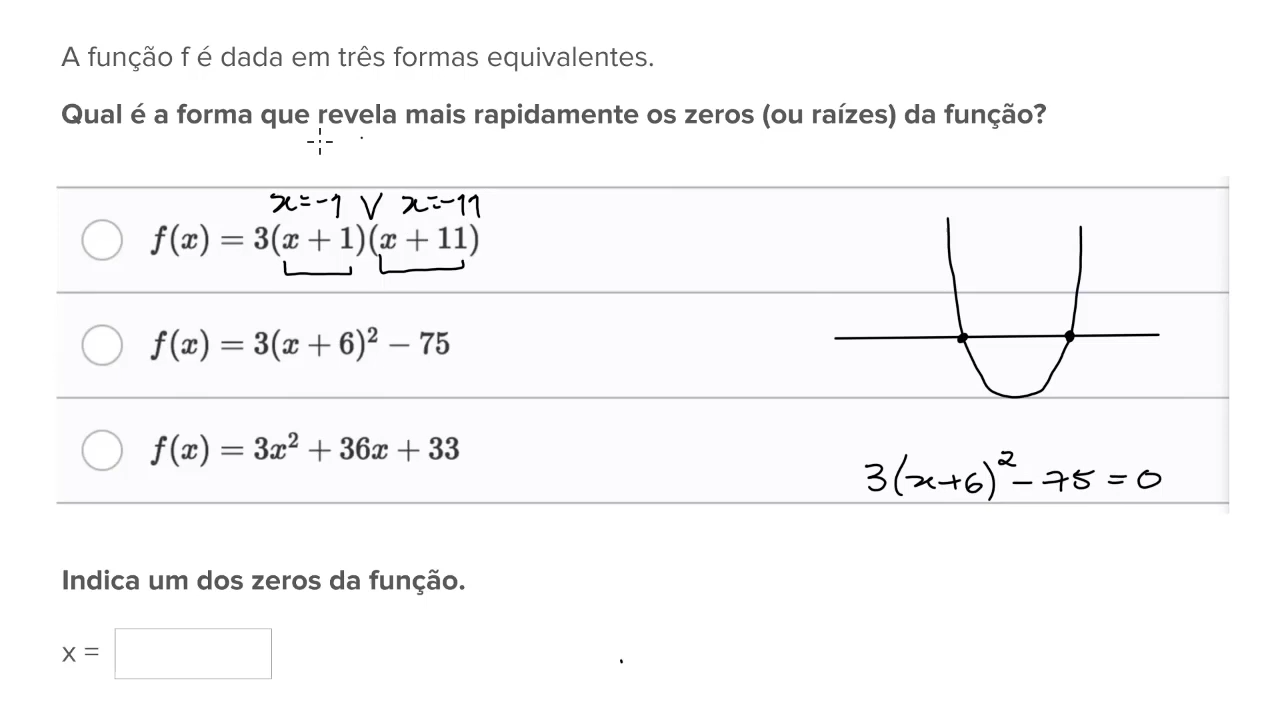 A função f é dada em três formas equivalentes.
Qual é a forma que revela mais rapidamente os zeros (ou raízes) da função?
x=-1 ∨ x=-11
f(x) = 3(x + 1)(x + 11)
f(x) = 3(x + 6)² − 75
f(x) = 3x² + 36x + 33
3(x+6)²-75=0
Indica um dos zeros da função.
x =